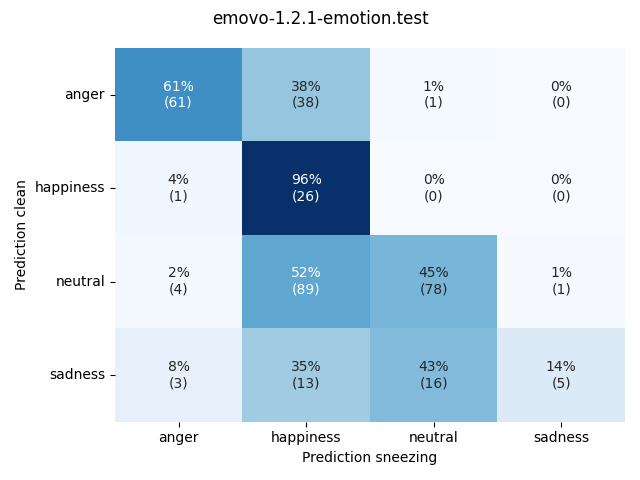 emovo-1.2.1-emotion.test
Prediction clean
anger
61%
(61)
38%
(38)
1%
(1)
0%
(0)
happiness
4%
(1)
96%
(26)
0%
(0)
0%
(0)
neutral
2%
(4)
52%
(89)
45%
(78)
1%
(1)
sadness
8%
(3)
35%
(13)
43%
(16)
14%
(5)
anger
happiness
neutral
sadness
Prediction sneezing